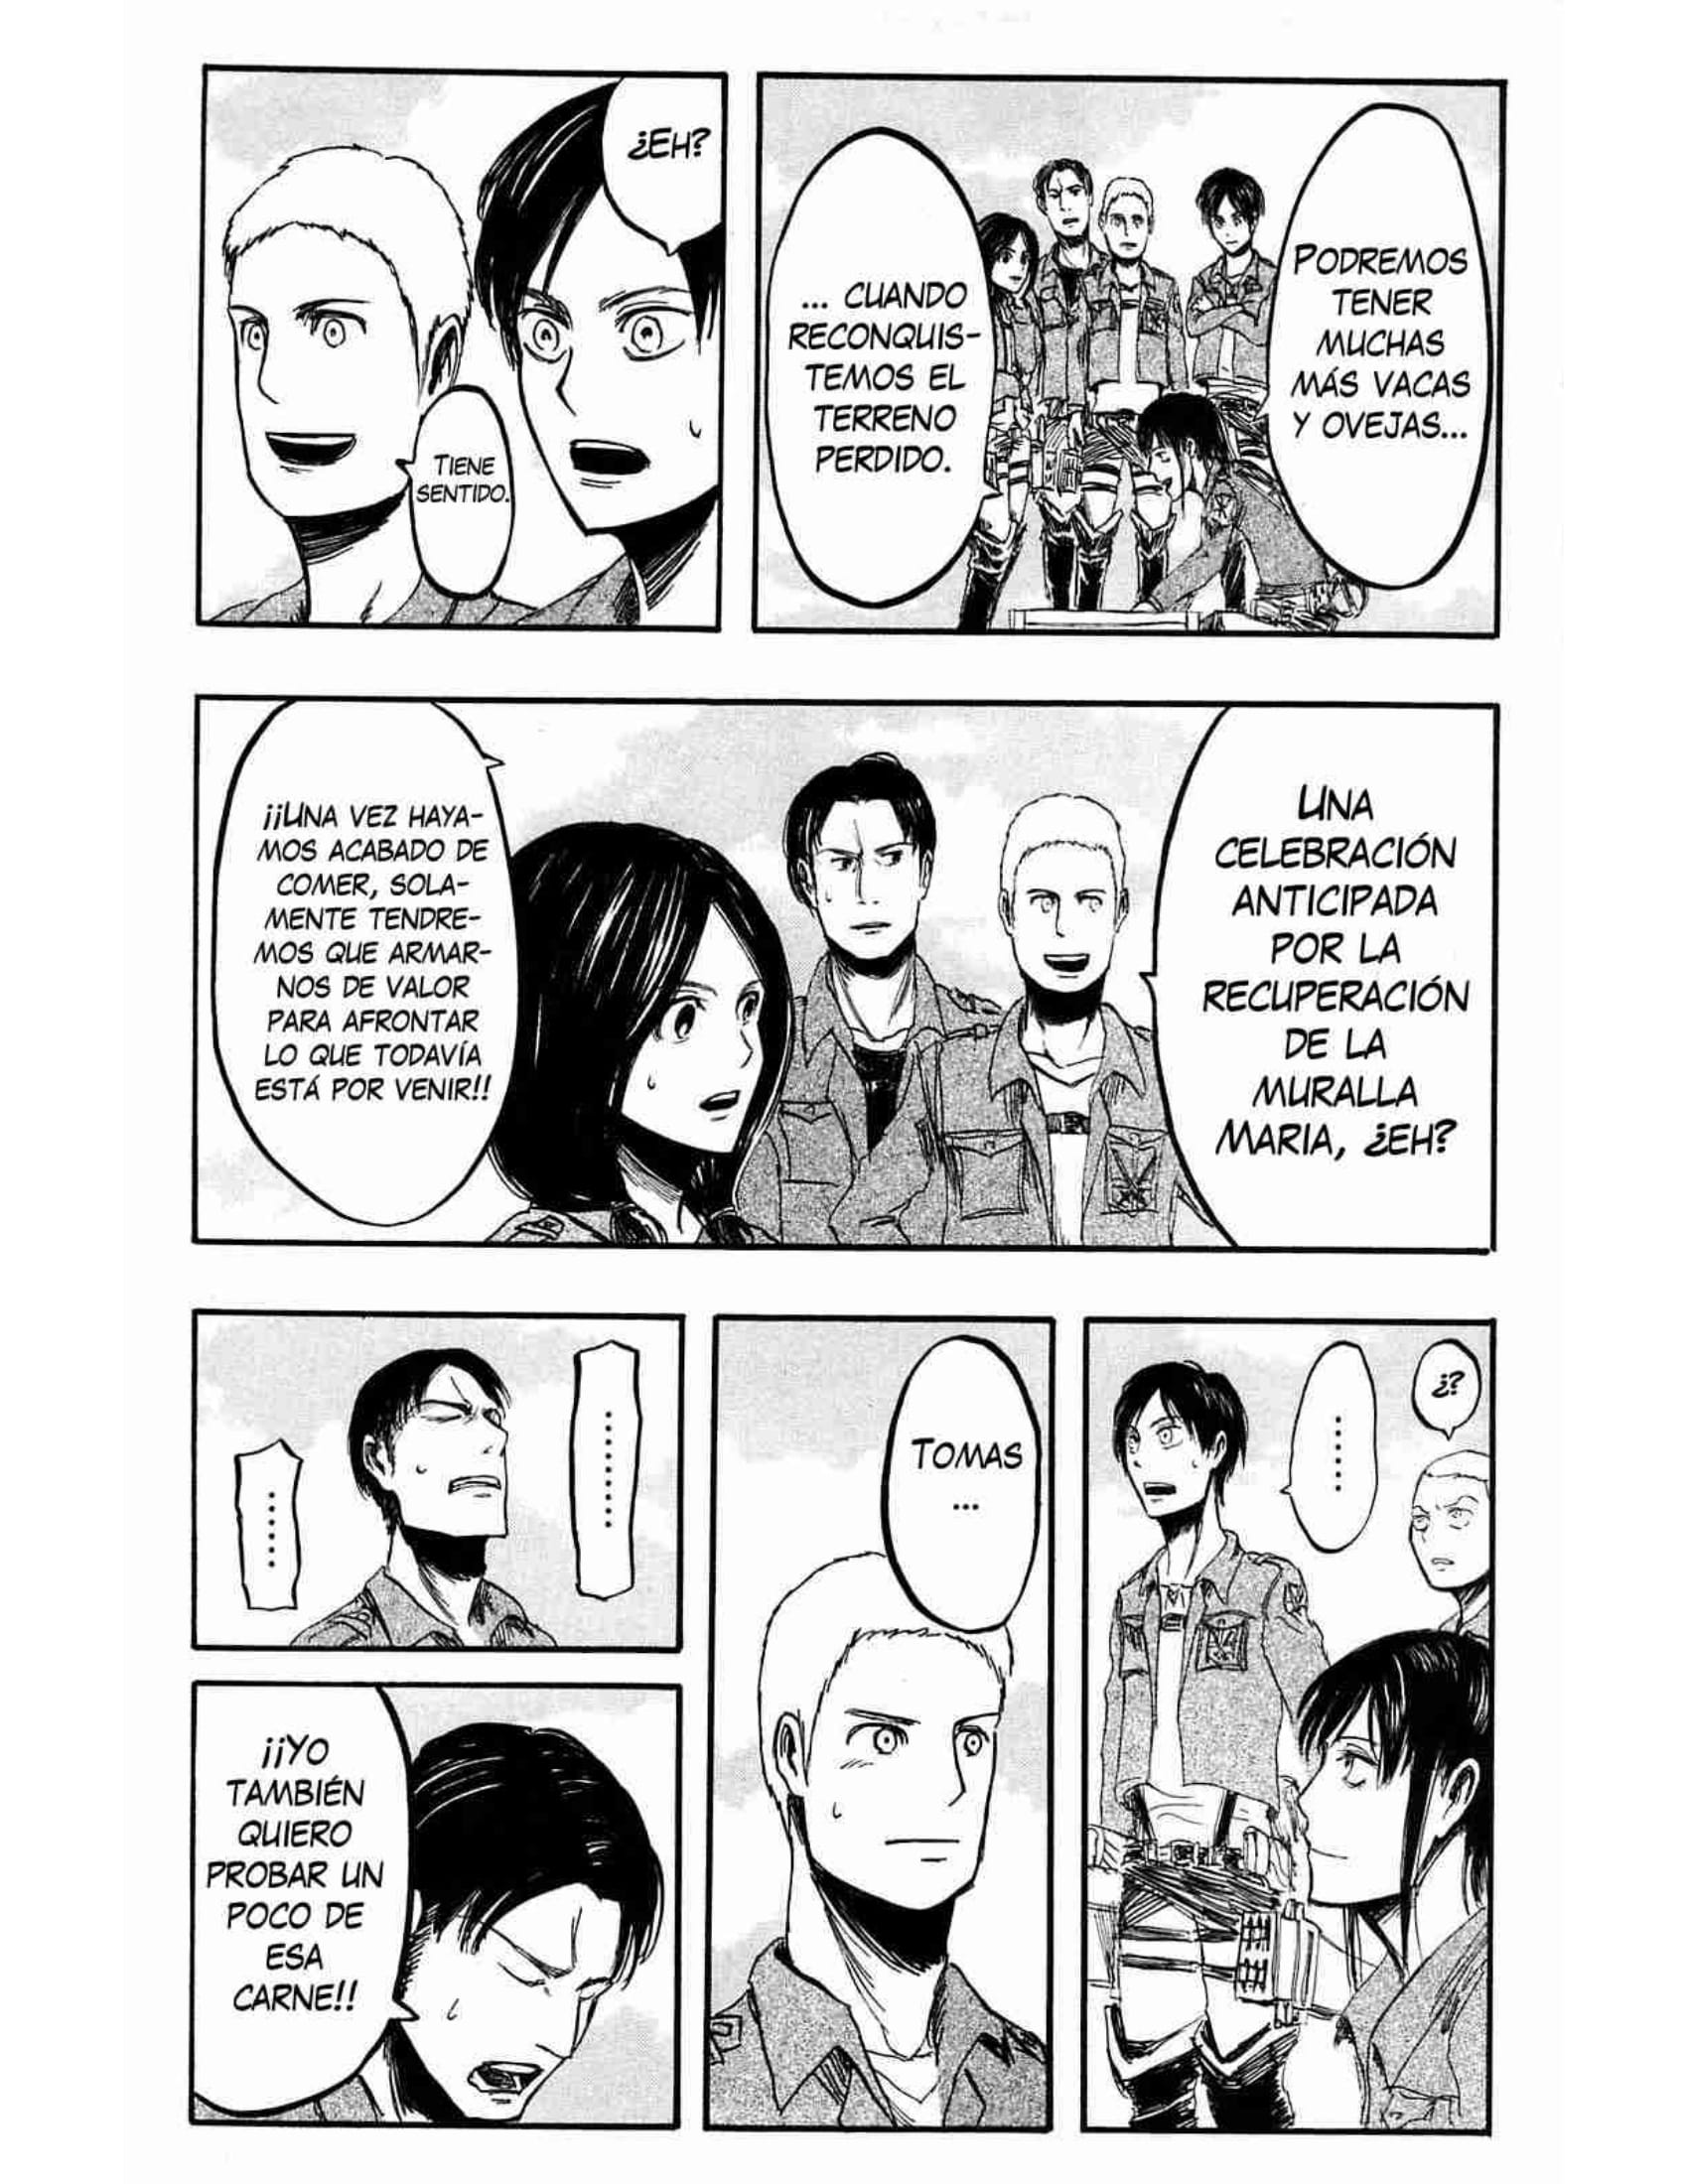 PODREMOS
TENER
MUCHAS
MÁS VACAS
Y OVEJAS...
... CUANDO
RECONQUIS-
TEMOS EL
TERRENO
PERDIDO.
¿EH?
TIENE
SENTIDO.
UNA
CELEBRACIÓN
ANTICIPADA
POR LA
RECUPERACIÓN
DE LA
MURALLA
MARIA, ¿EH?
¡¡UNA VEZ HAYA-
MOS ACABADO DE
COMER, SOLA-
MENTE TENDRE-
MOS QUE ARMAR-
NOS DE VALOR
PARA AFRONTAR
LO QUE TODAVÍA
ESTÁ POR VENIR!!
¿?
......
TOMAS
...
........
.......
¡¡YO
TAMBIÉN
QUIERO
PROBAR UN
POCO DE
ESA
CARNE!!